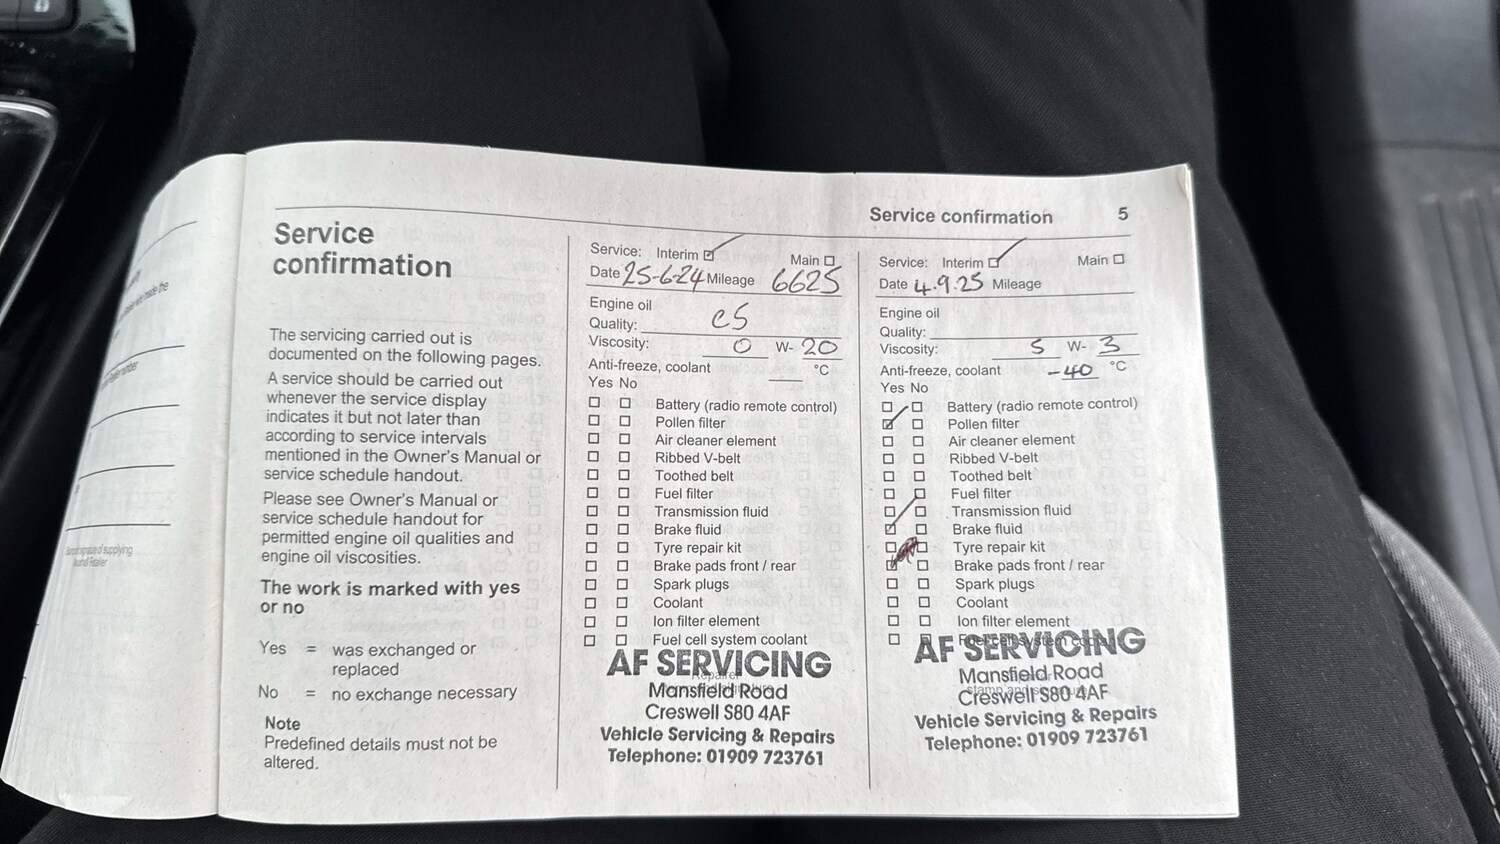 Service confirmation 5
Service
confirmation
The servicing carried out is
documented on the following pages.
A service should be carried out
whenever the service display
indicates it but not later than
according to service intervals
mentioned in the Owner's Manual or
service schedule handout.
Please see Owner's Manual or
service schedule handout for
permitted engine oil qualities and
engine oil viscosities.
The work is marked with yes
or no
Yes = was exchanged or
replaced
No = no exchange necessary
Note
Predefined details must not be
altered.
Service: Interim Main
Date 25-6-24 Mileage 6625
Engine oil
Quality: C5
Viscosity: 0 W- 20
Anti-freeze, coolant °C
Yes No
Battery (radio remote control)
Pollen filter
Air cleaner element
Ribbed V-belt
Toothed belt
Fuel filter
Transmission fluid
Brake fluid
Tyre repair kit
Brake pads front / rear
Spark plugs
Coolant
Ion filter element
Fuel cell system coolant
AF SERVICING
Mansfield Road
Creswell S80 4AF
Vehicle Servicing & Repairs
Telephone: 01909 723761
Service: Interim Main
Date 4.9.25 Mileage
Engine oil
Quality:
Viscosity: 5 W- 3
Anti-freeze, coolant -40 °C
Yes No
Battery (radio remote control)
Pollen filter
Air cleaner element
Ribbed V-belt
Toothed belt
Fuel filter
Transmission fluid
Brake fluid
Tyre repair kit
Brake pads front / rear
Spark plugs
Coolant
Ion filter element
Fuel cell system coolant
AF SERVICING
Mansfield Road
Creswell S80 4AF
Vehicle Servicing & Repairs
Telephone: 01909 723761